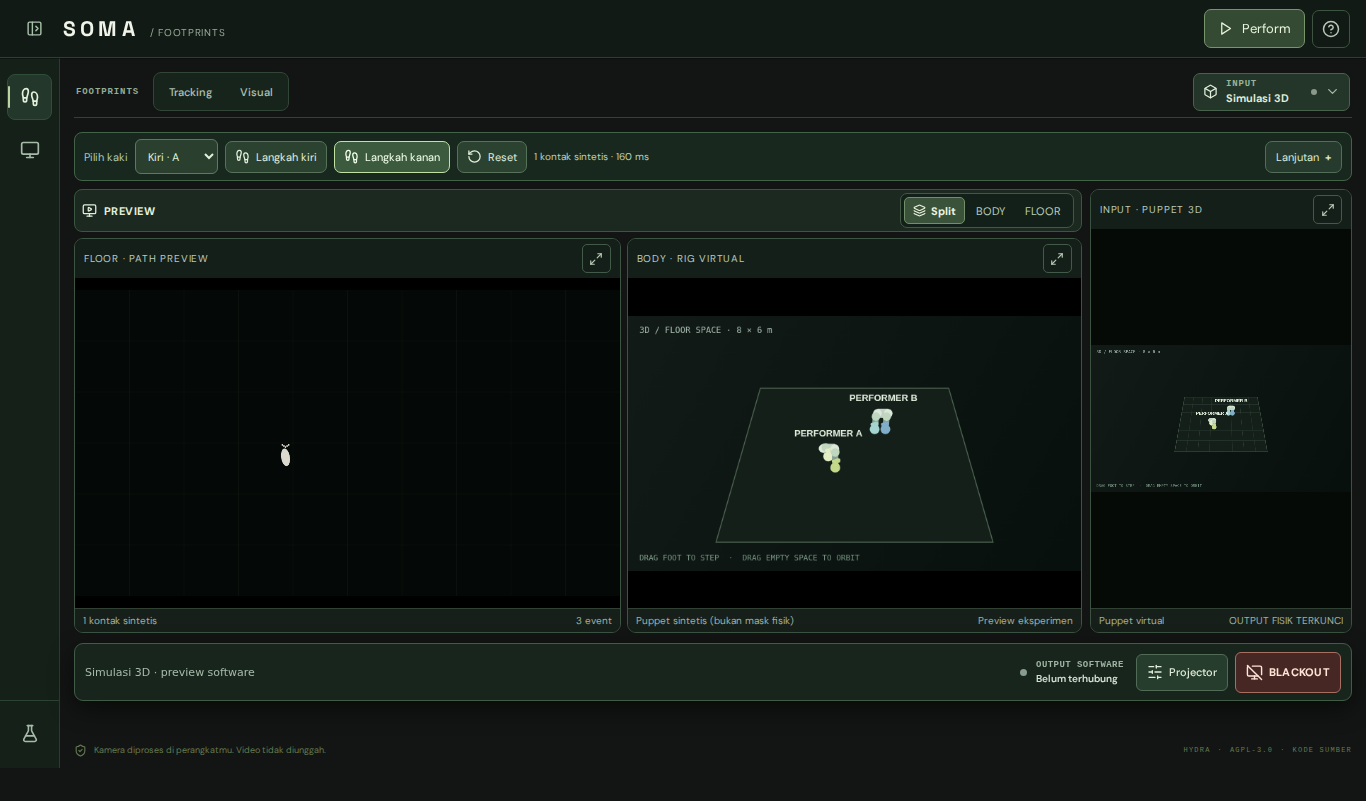 SOMA / FOOTPRINTS
Perform
FOOTPRINTS
Tracking
Visual
INPUT
Simulasi 3D
Pilih kaki
Kiri · A
Langkah kiri
Langkah kanan
Reset
1 kontak sintetis · 160 ms
Lanjutan +
PREVIEW
Split
BODY
FLOOR
INPUT · PUPPET 3D
FLOOR · PATH PREVIEW
BODY · RIG VIRTUAL
3D / FLOOR SPACE · 8 × 6 m
PERFORMER B
PERFORMER A
DRAG FOOT TO STEP · DRAG EMPTY SPACE TO ORBIT
PERFORMER B
PERFORMER A
1 kontak sintetis
3 event
Puppet sintetis (bukan mask fisik)
Preview eksperimen
Puppet virtual
OUTPUT FISIK TERKUNCI
Simulasi 3D · preview software
OUTPUT SOFTWARE
Belum terhubung
Projector
BLACKOUT
Kamera diproses di perangkatmu. Video tidak diunggah.
HYDRA · AGPL-3.0 · KODE SUMBER